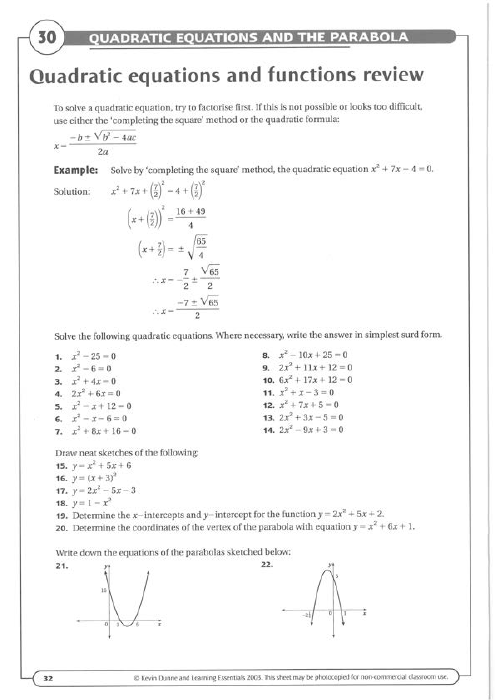 30
QUADRATIC EQUATIONS AND THE PARABOLA
Quadratic equations and functions review
To solve a quadratic equation, try to factorise first. If this is not possible or looks too difficult,
use either the 'completing the square' method or the quadratic formula:
x = (-b ± √(b² - 4ac)) / 2a
Example: Solve by 'completing the square' method, the quadratic equation x² + 7x - 4 = 0.
Solution: x² + 7x + (7/2)² = 4 + (7/2)²
(x + (7/2))² = (16 + 49) / 4
(x + 7/2) = ± √(65/4)
∴ x = -7/2 ± √65/2
∴ x = (-7 ± √65) / 2
Solve the following quadratic equations. Where necessary, write the answer in simplest surd form.
1. x² - 25 = 0
2. x² - 6 = 0
3. x² + 4x = 0
4. 2x² + 6x = 0
5. x² - x + 12 = 0
6. x² - x - 6 = 0
7. x² + 8x + 16 = 0
8. x² - 10x + 25 = 0
9. 2x² + 11x + 12 = 0
10. 6x² + 17x + 12 = 0
11. x² + x - 3 = 0
12. x² + 7x + 5 = 0
13. 2x² + 3x - 5 = 0
14. 2x² - 9x + 3 = 0
Draw neat sketches of the following:
15. y = x² + 5x + 6
16. y = (x + 3)²
17. y = 2x² - 5x - 3
18. y = 1 - x²
19. Determine the x-intercepts and y-intercept for the function y = 2x² + 5x + 2.
20. Determine the coordinates of the vertex of the parabola with equation y = x² + 6x + 1.
Write down the equations of the parabolas sketched below:
21.
y
0
x
22.
y
0
1
x
32
© Kevin Dunne and Learning Essentials 2005. This sheet may be photocopied for non-commercial classroom use.